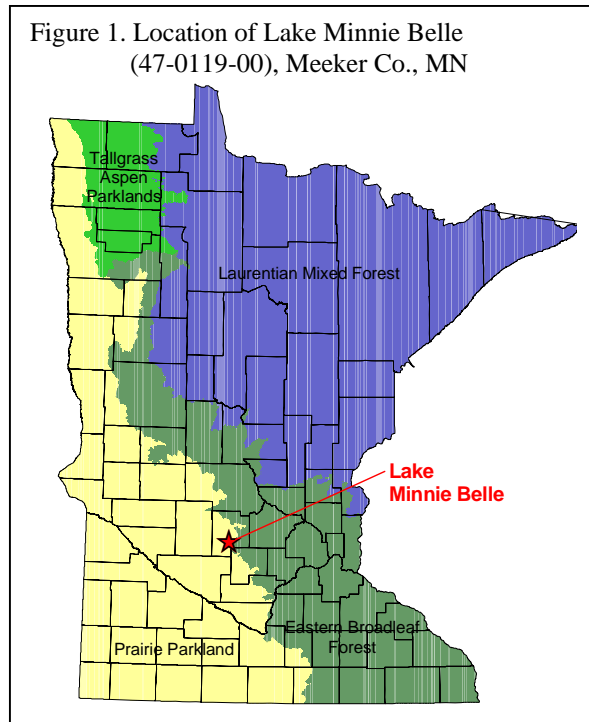 Figure 1. Location of Lake Minnie Belle
(47-0119-00), Meeker Co., MN
Tallgrass
Aspen
Parklands
Laurentian Mixed Forest
Lake
Minnie Belle
Eastern Broadleaf
Forest
Prairie Parkland